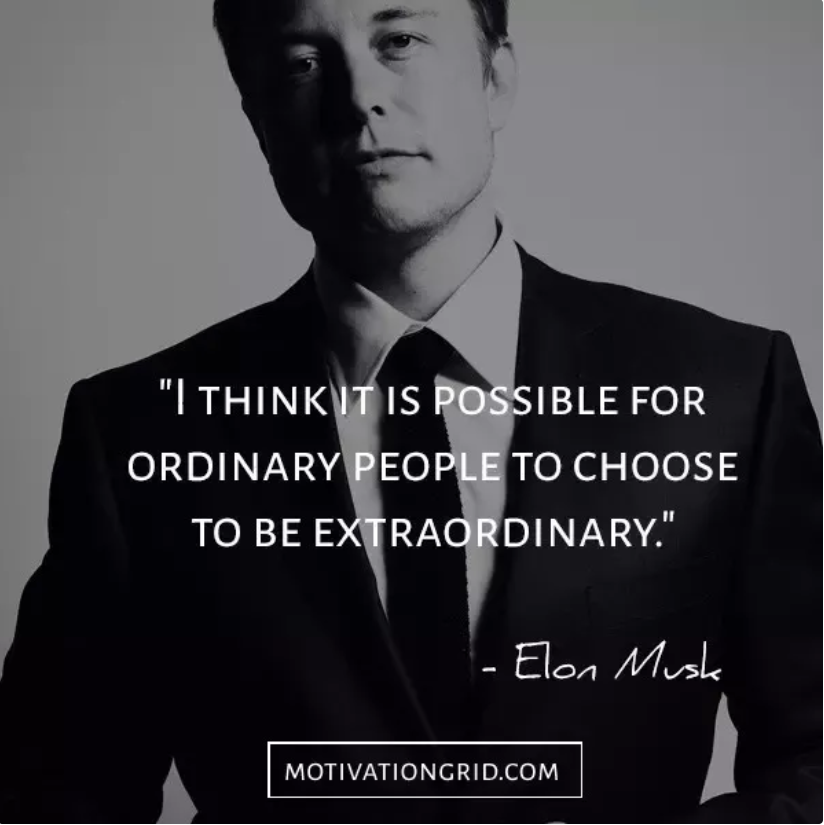 "I THINK IT IS POSSIBLE FOR
ORDINARY PEOPLE TO CHOOSE
TO BE EXTRAORDINARY."
- Elon Musk
MOTIVATIONGRID.COM